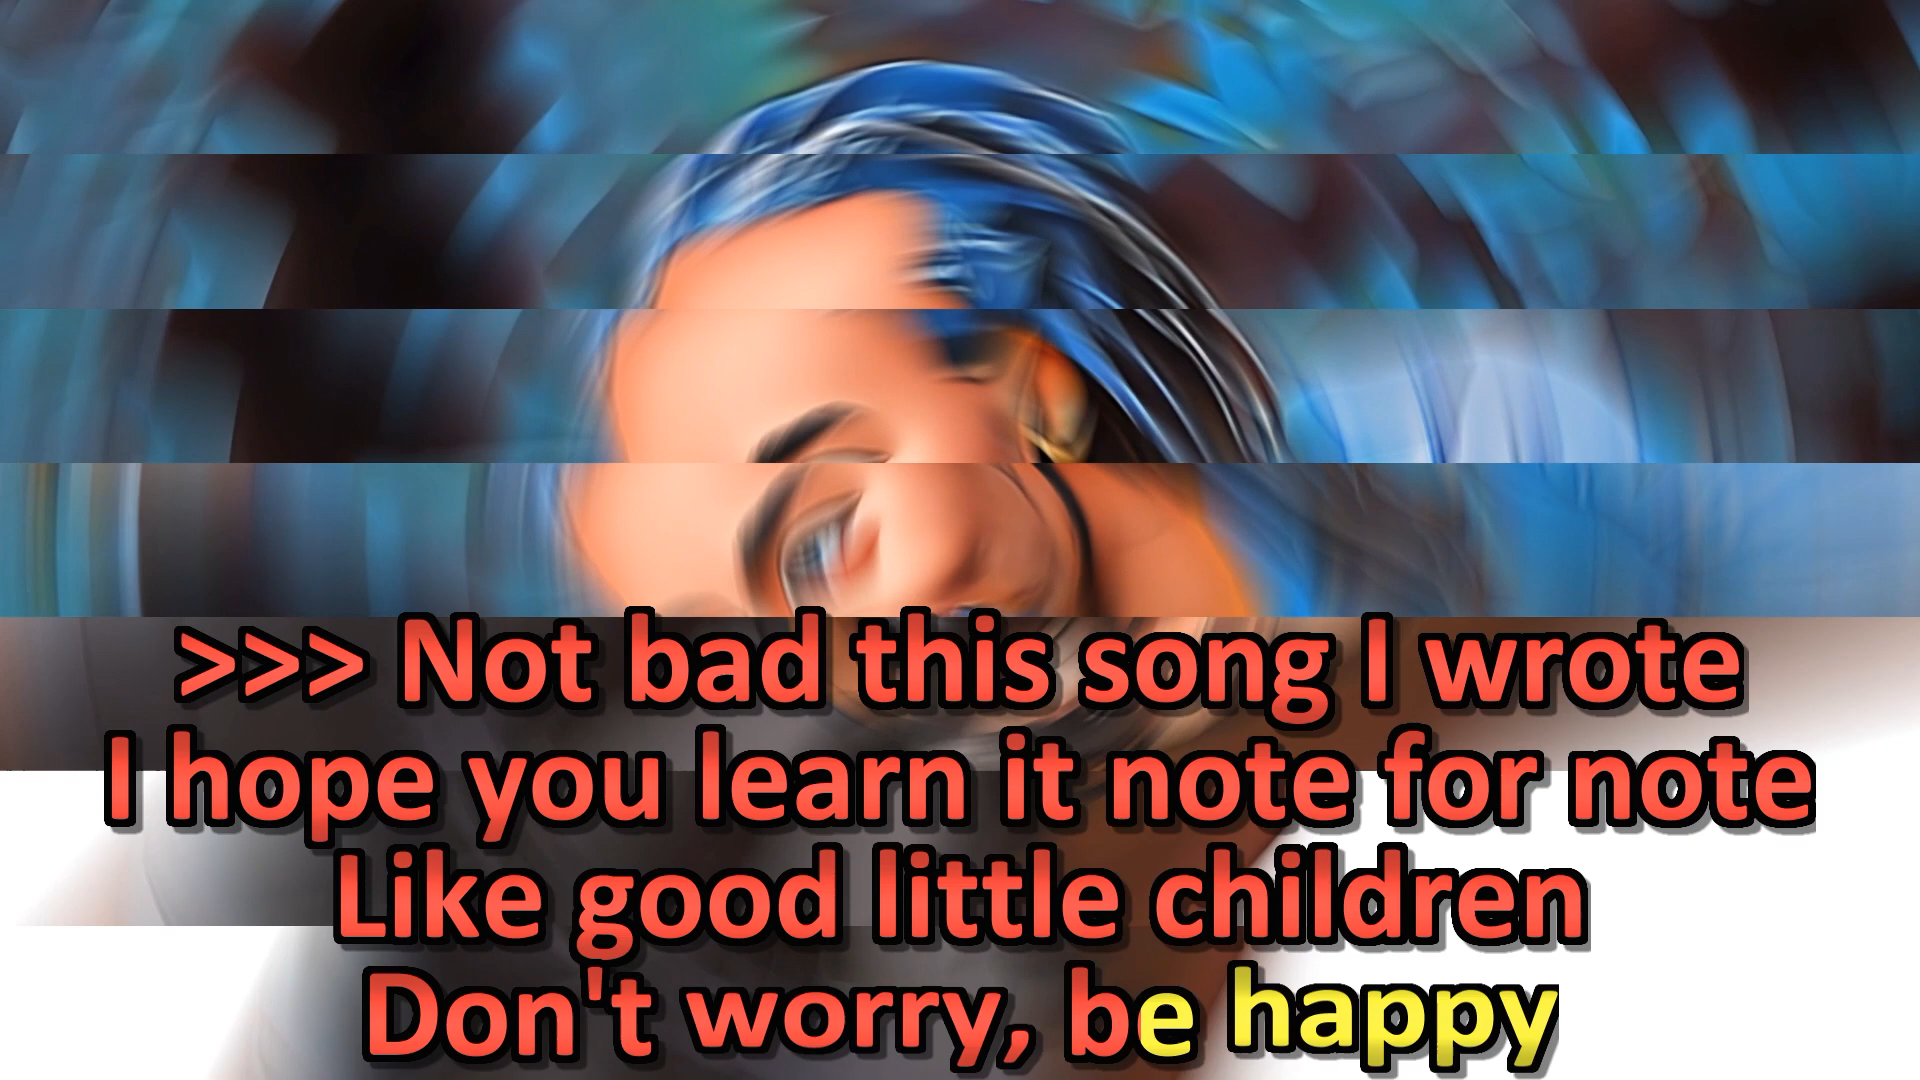 >>> Not bad this song I wrote
I hope you learn it note for note
Like good little children
Don't worry, be happy